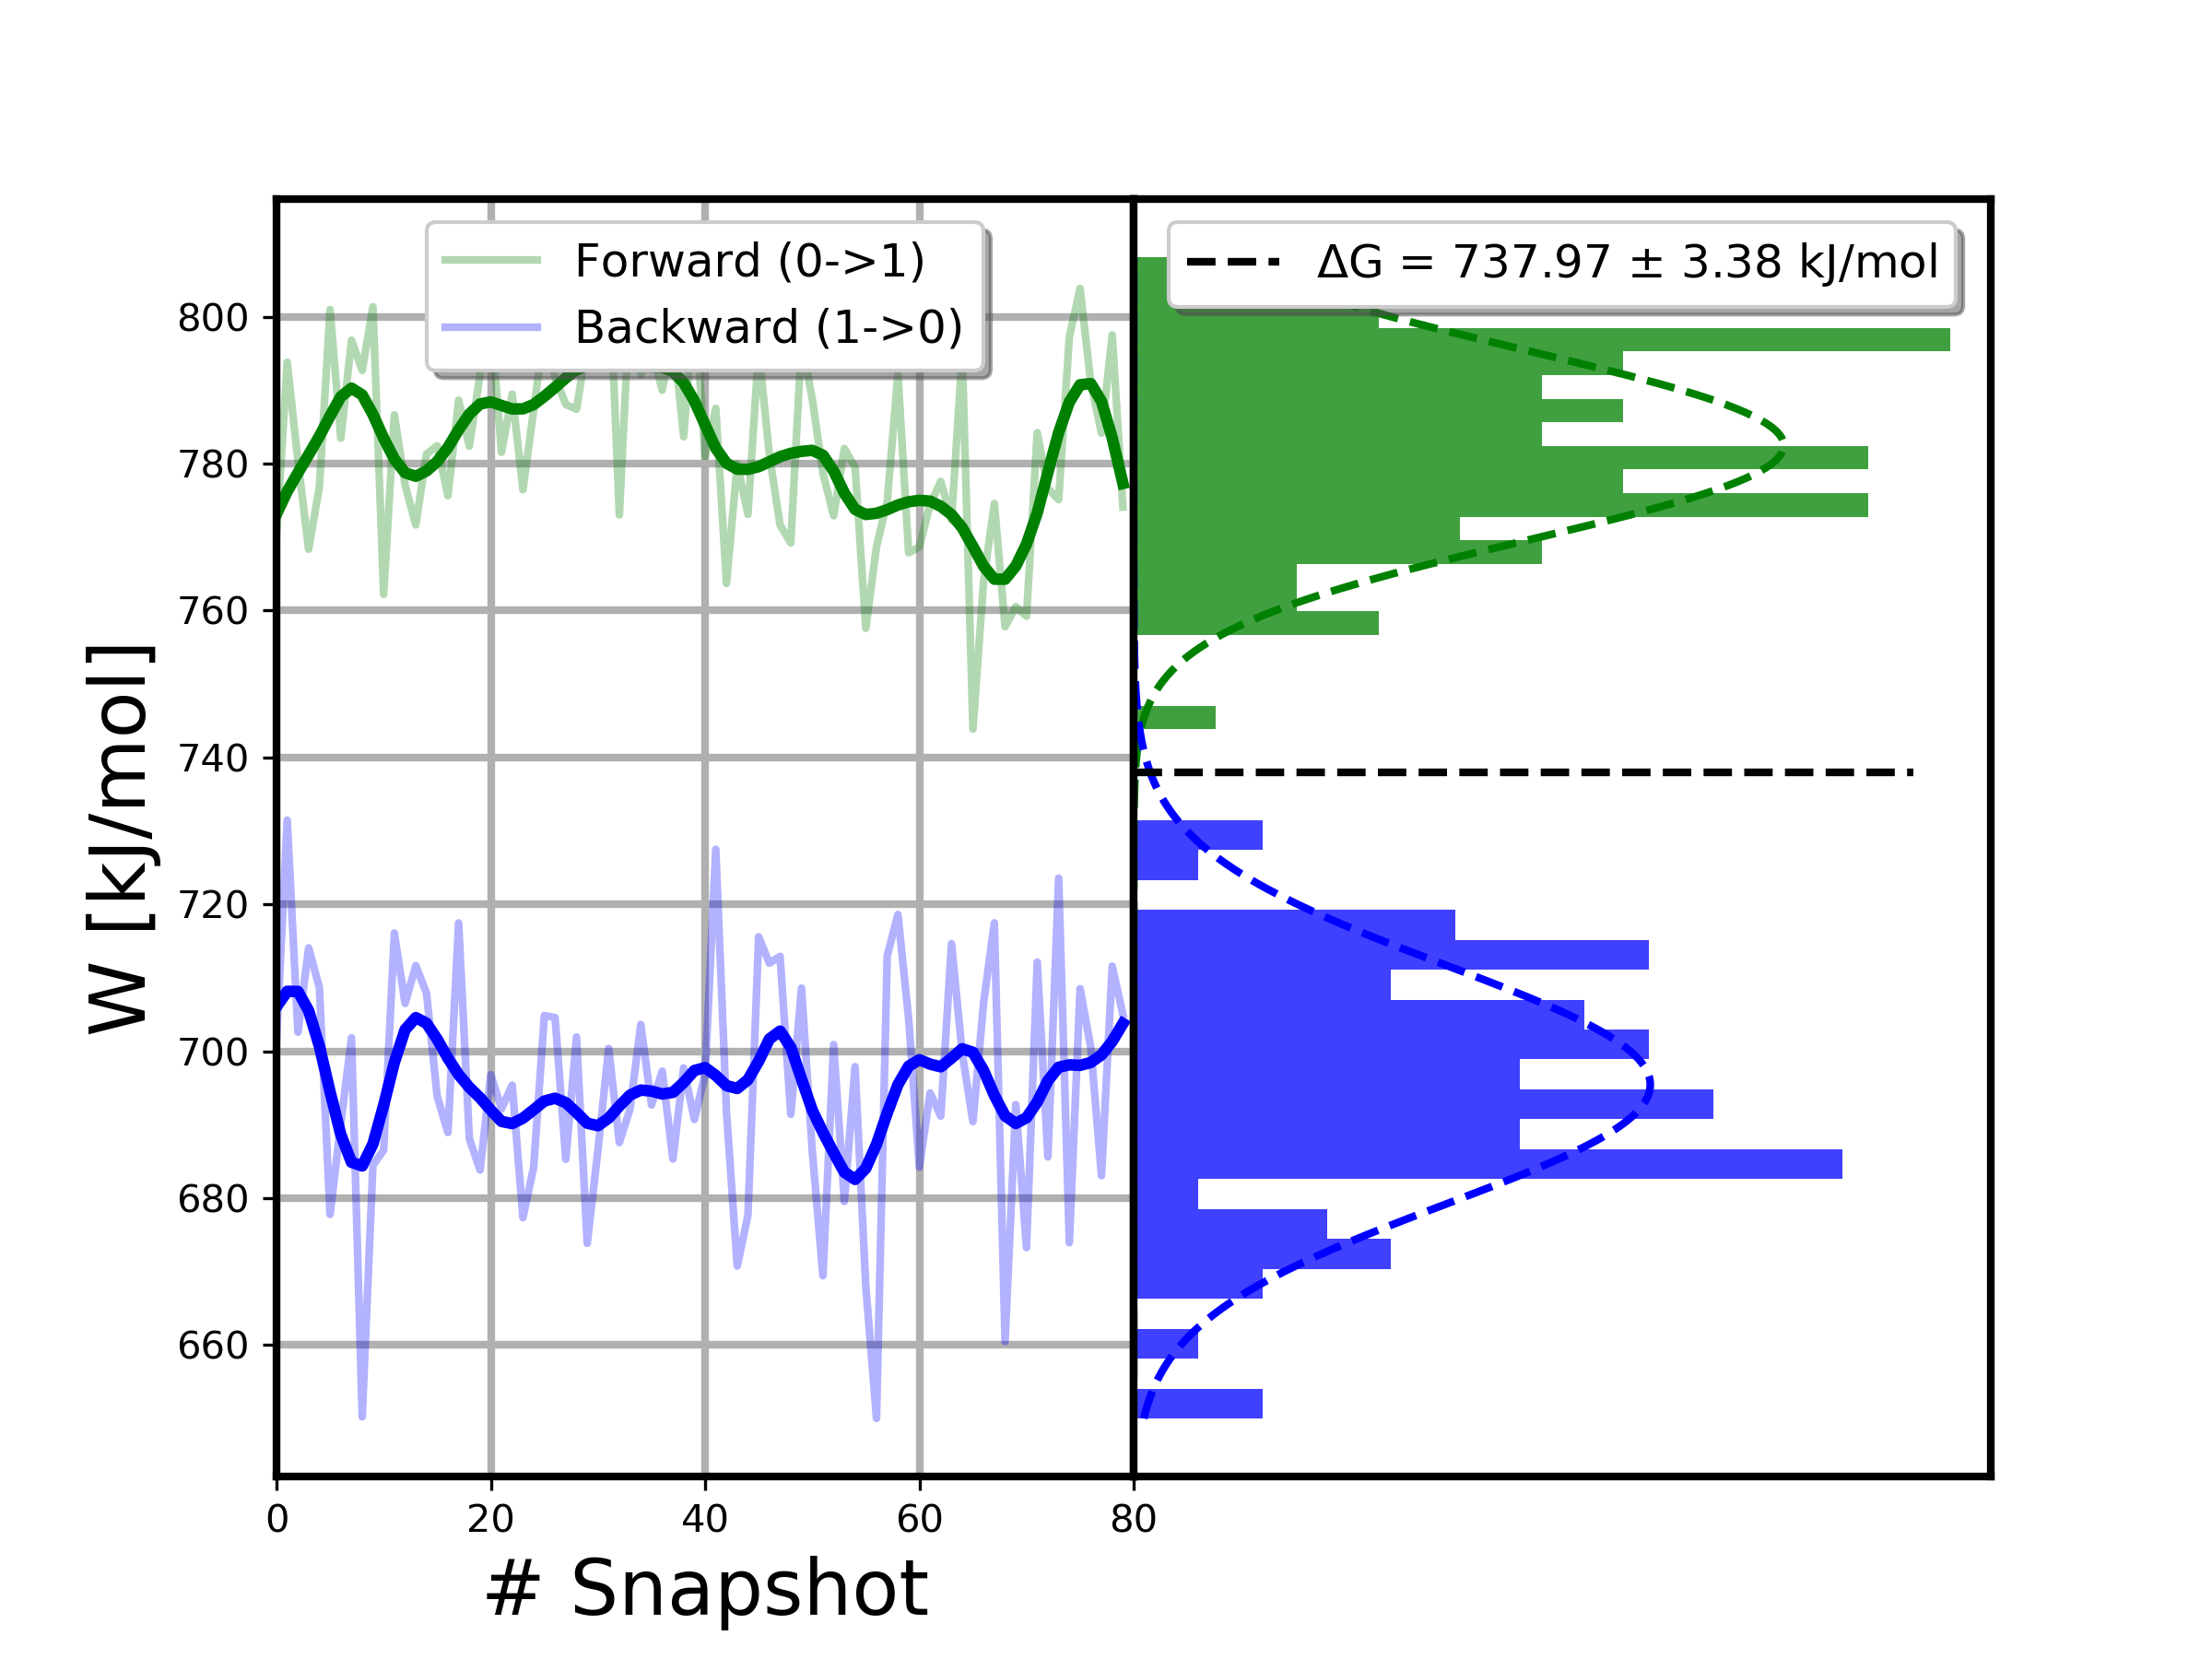 Forward (0->1)
Backward (1->0)
ΔG = 737.97 ± 3.38 kJ/mol
W [kJ/mol]
800
780
760
740
720
700
680
660
0 20 40 60 80
# Snapshot